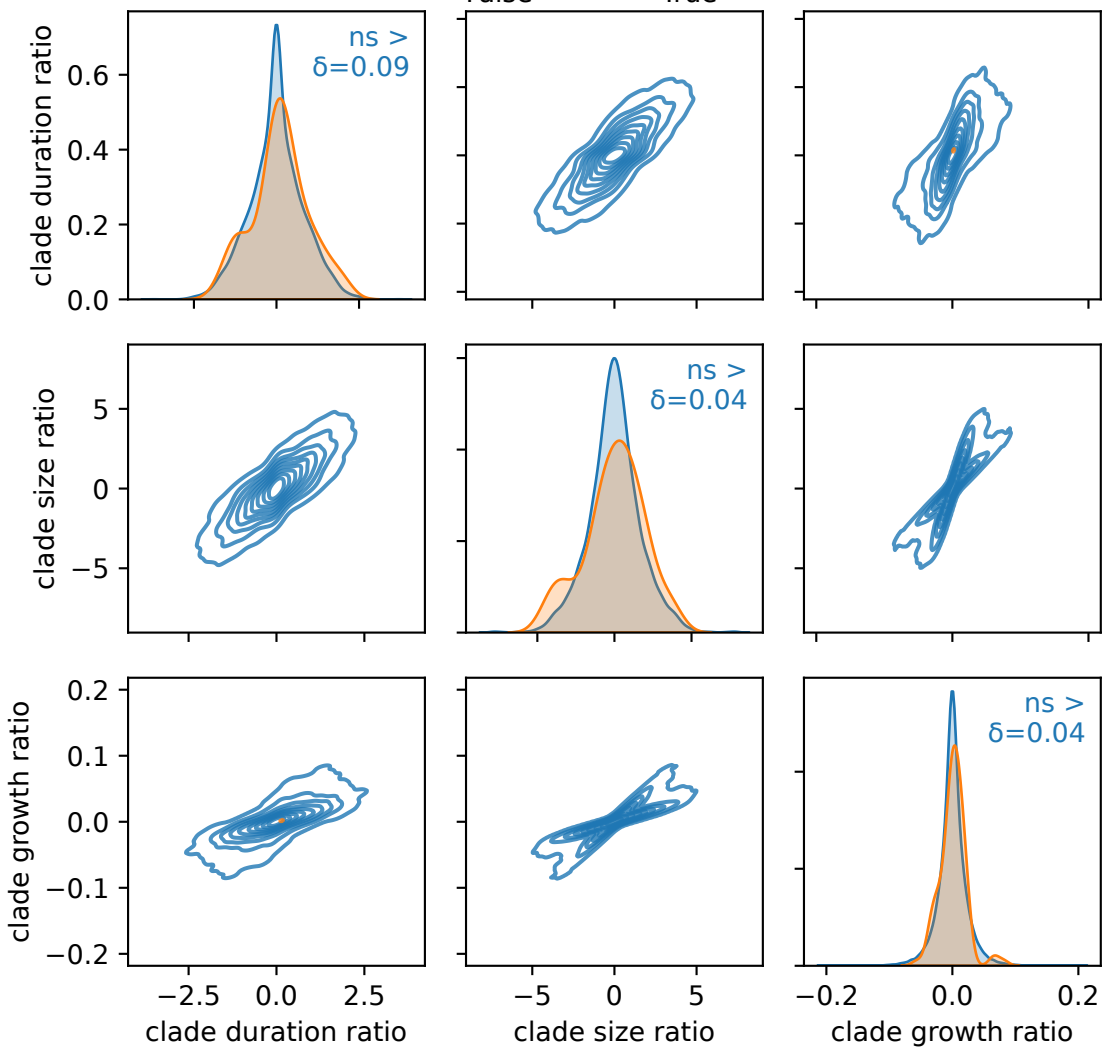 False True
clade duration ratio
0.6
0.4
0.2
0.0
ns >
δ=0.09
clade size ratio
5
0
−5
ns >
δ=0.04
clade growth ratio
0.2
0.1
0.0
−0.1
−0.2
ns >
δ=0.04
−2.5 0.0 2.5
−5 0 5
−0.2 0.0 0.2
clade duration ratio
clade size ratio
clade growth ratio